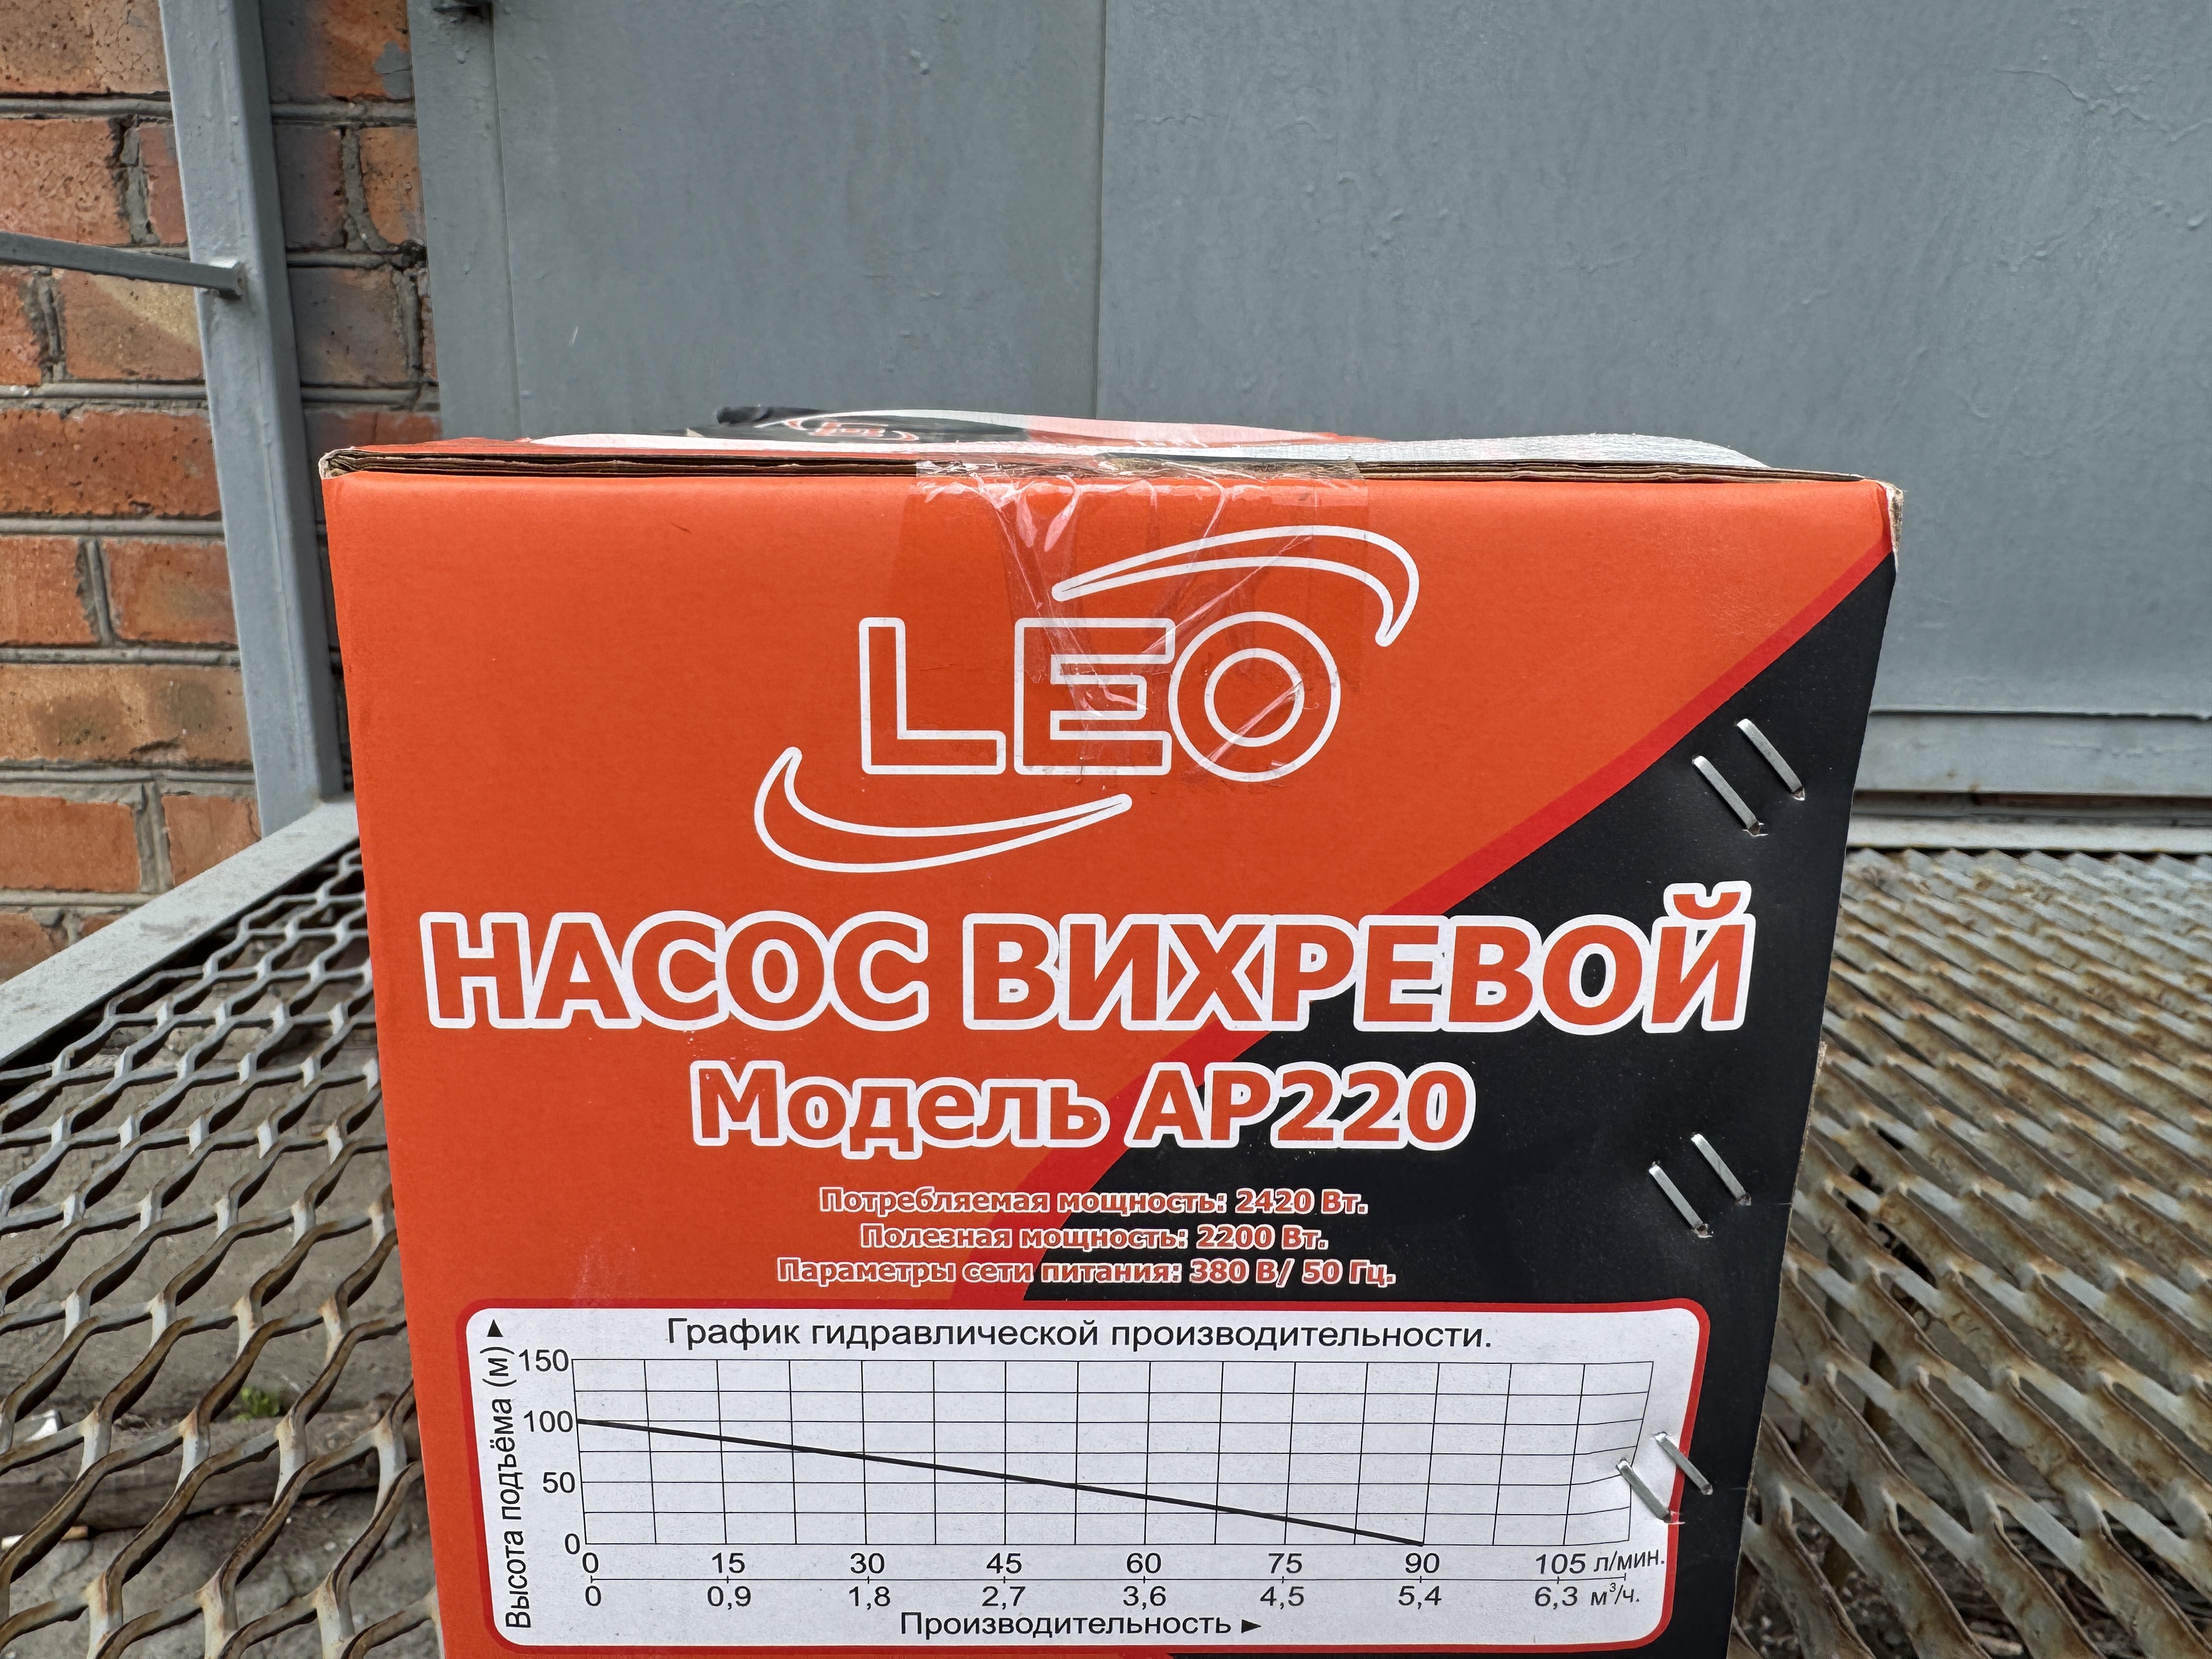 LEO
НАСОС ВИХРЕВОЙ
Модель АР220
Потребляемая мощность: 2420 Вт.
Полезная мощность: 2200 Вт.
Параметры сети питания: 380 В/ 50 Гц.
График гидравлической производительности.
Высота подъёма (м)
150
100
50
0
0 15 30 45 60 75 90 105 л/мин.
0 0,9 1,8 2,7 3,6 4,5 5,4 6,3 м³/ч.
Производительность